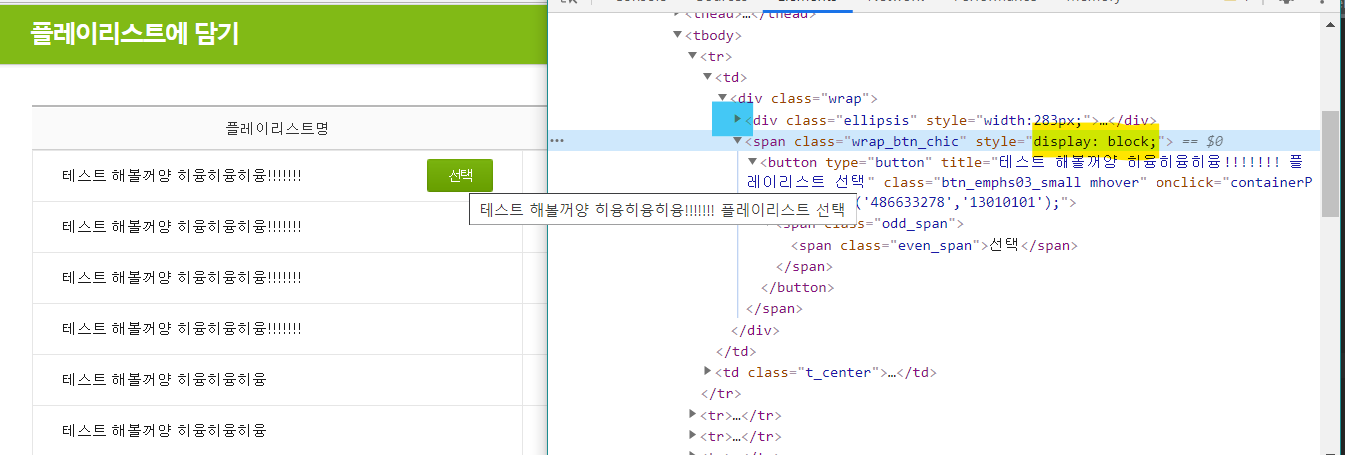 Console Sources Elements Network Performance Memory
<thead>…</thead>
플레이리스트에 담기
<tbody>
<tr>
<td>
<div class="wrap">
플레이리스트명
<div class="ellipsis" style="width:283px;">…</div>
<span class="wrap_btn_chic" style="display: block;"> == $0
<button type="button" title="테스트 해볼꺼양 히융히융히융!!!!!!! 플
레이리스트 선택" class="btn_emphs03_small mhover" onclick="containerP
('486633278','13010101');">
테스트 해볼꺼양 히융히융히융!!!!!!!
선택
테스트 해볼꺼양 히융히융히융!!!!!!! 플레이리스트 선택
<span class="odd_span">
테스트 해볼꺼양 히융히융히융!!!!!!!
<span class="even_span">선택</span>
</span>
테스트 해볼꺼양 히융히융히융!!!!!!!
</button>
</span>
테스트 해볼꺼양 히융히융히융!!!!!!!
</div>
</td>
<td class="t_center">…</td>
테스트 해볼꺼양 히융히융히융
</tr>
<tr>…</tr>
테스트 해볼꺼양 히융히융히융
<tr>…</tr>